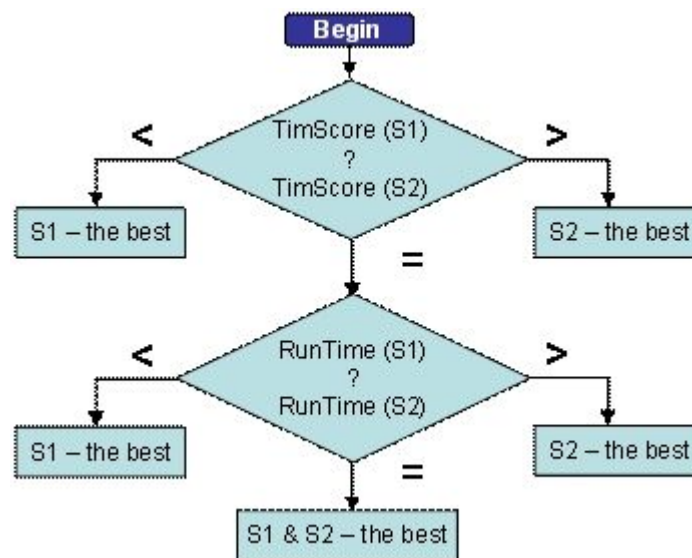 Begin
<
TimScore (S1)
?
TimScore (S2)
>
S1 – the best
S2 – the best
=
<
RunTime (S1)
?
RunTime (S2)
>
S1 – the best
S2 – the best
=
S1 & S2 – the best